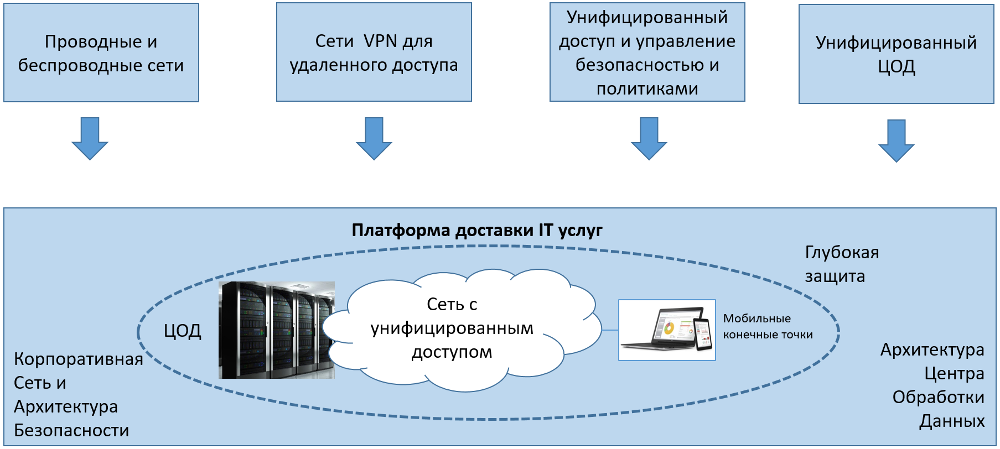 Проводные и
беспроводные сети
Сети VPN для
удаленного доступа
Унифицированный
доступ и управление
безопасностью и
политиками
Унифицированный
ЦОД
Платформа доставки IT услуг
Глубокая
защита
ЦОД
Сеть с
унифицированным
доступом
Мобильные
конечные точки
Корпоративная
Сеть и
Архитектура
Безопасности
Архитектура
Центра
Обработки
Данных